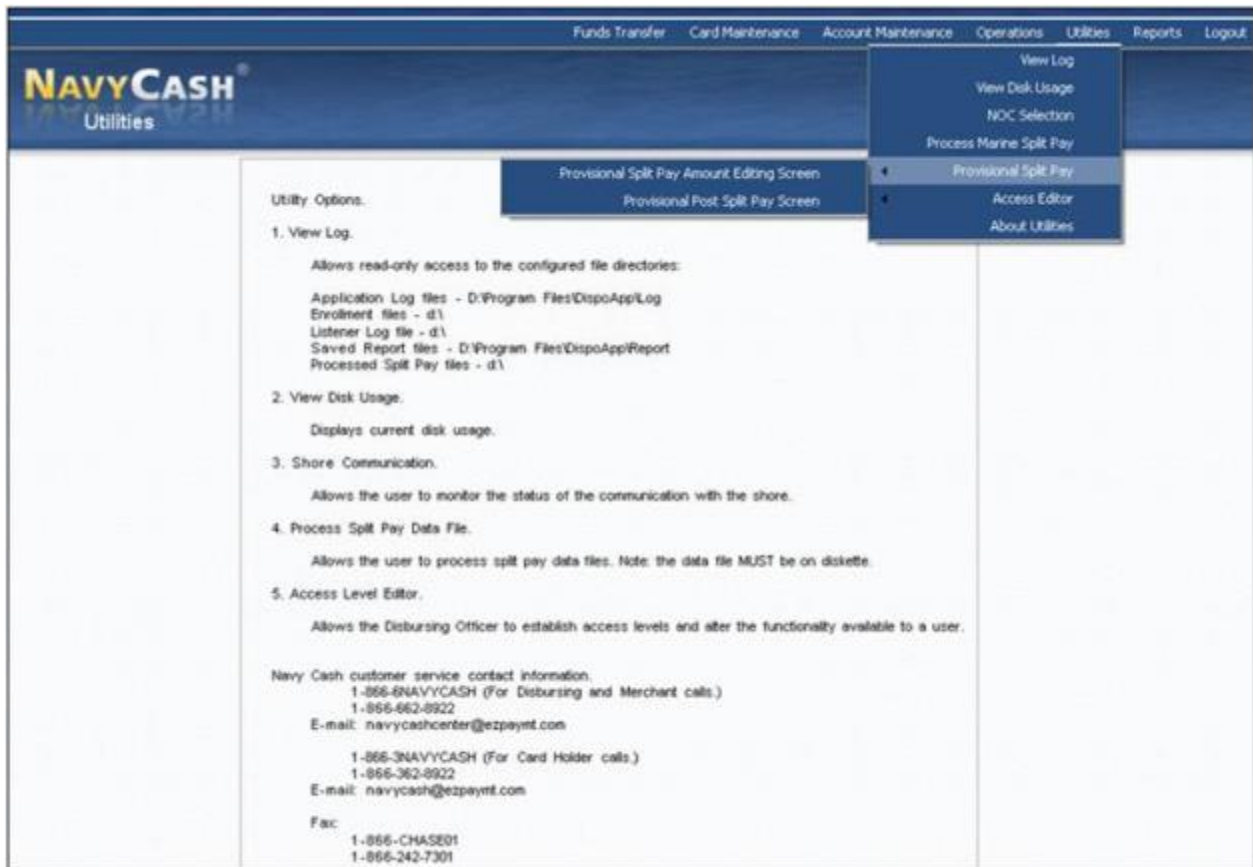 Funds Transfer Card Maintenance Account Maintenance Operations Utilities Reports Logout
NAVYCASH®
Utilities
View Log
View Disk Usage
NOC Selection
Process Marine Split Pay
Provisional Split Pay
Access Editor
About Utilities
Provisional Split Pay Amount Editing Screen
Provisional Post Split Pay Screen
Utility Options.
1. View Log.
Allows read-only access to the configured file directories:
Application Log files - D:\Program Files\DispoApp\Log
Enrollment files - d:\
Listener Log file - d:\
Saved Report files - D:\Program Files\DispoApp\Report
Processed Split Pay files - d:\
2. View Disk Usage.
Displays current disk usage.
3. Shore Communication.
Allows the user to monitor the status of the communication with the shore.
4. Process Split Pay Data File.
Allows the user to process split pay data files. Note: the data file MUST be on diskette.
5. Access Level Editor.
Allows the Disbursing Officer to establish access levels and alter the functionality available to a user.
Navy Cash customer service contact information.
1-866-6NAVYCASH (For Disbursing and Merchant calls.)
1-866-662-8922
E-mail: navycashcenter@ezpaymt.com
1-866-3NAVYCASH (For Card Holder calls.)
1-866-362-8922
E-mail: navycash@ezpaymt.com
Fax:
1-866-CHASE01
1-866-242-7301